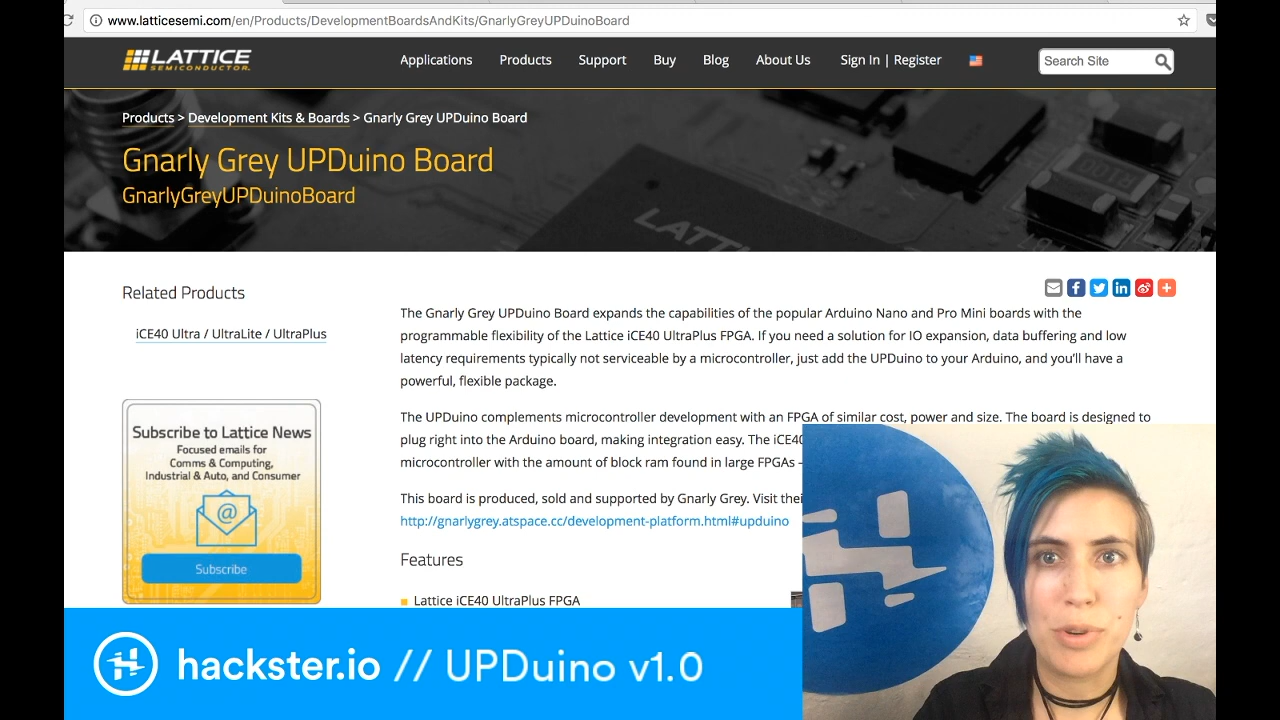 www.latticesemi.com/en/Products/DevelopmentBoardsAndKits/GnarlyGreyUPDuinoBoard
LATTICE
SEMICONDUCTOR.
Applications Products Support Buy Blog About Us Sign In | Register Search Site
Products > Development Kits & Boards > Gnarly Grey UPDuino Board
Gnarly Grey UPDuino Board
GnarlyGreyUPDuinoBoard
LATTICE
R100
Related Products
iCE40 Ultra / UltraLite / UltraPlus
Subscribe to Lattice News
Focused emails for
Comms & Computing,
Industrial & Auto, and Consumer
@
Subscribe
The Gnarly Grey UPDuino Board expands the capabilities of the popular Arduino Nano and Pro Mini boards with the
programmable flexibility of the Lattice iCE40 UltraPlus FPGA. If you need a solution for IO expansion, data buffering and low
latency requirements typically not serviceable by a microcontroller, just add the UPDuino to your Arduino, and you'll have a
powerful, flexible package.
The UPDuino complements microcontroller development with an FPGA of similar cost, power and size. The board is designed to
plug right into the Arduino board, making integration easy. The iCE40
microcontroller with the amount of block ram found in large FPGAs –
This board is produced, sold and supported by Gnarly Grey. Visit thei
http://gnarlygrey.atspace.cc/development-platform.html#upduino
Features
Lattice iCE40 UltraPlus FPGA
hackster.io // UPDuino v1.0